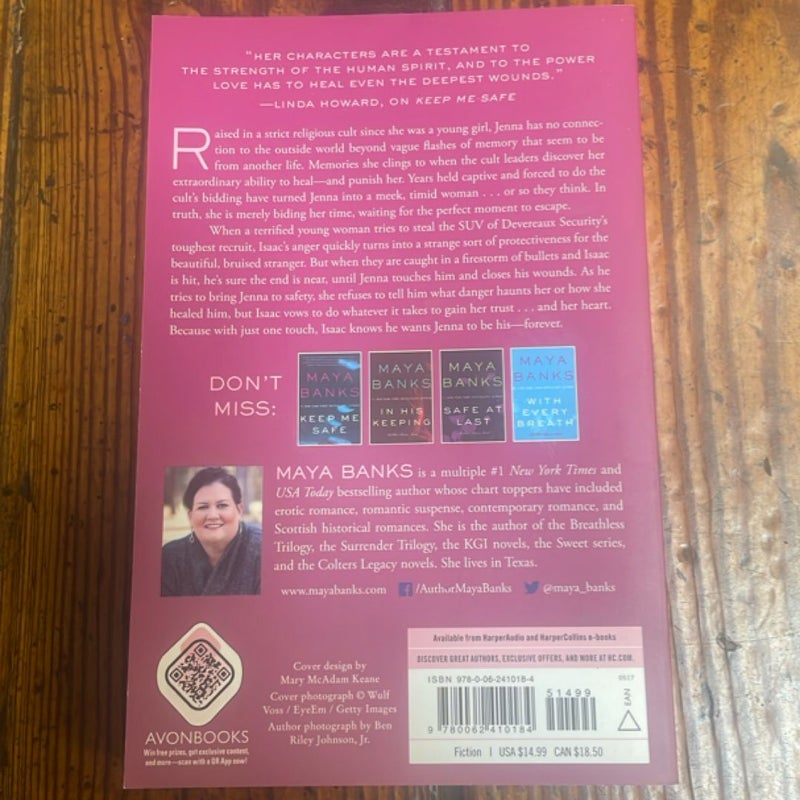 "HER CHARACTERS ARE A TESTAMENT TO
THE STRENGTH OF THE HUMAN SPIRIT, AND TO THE POWER
LOVE HAS TO HEAL EVEN THE DEEPEST WOUNDS."
—LINDA HOWARD, ON KEEP ME SAFE
Raised in a strict religious cult since she was a young girl, Jenna has no connec-
tion to the outside world beyond vague flashes of memory that seem to be
from another life. Memories she clings to when the cult leaders discover her
extraordinary ability to heal—and punish her. Years held captive and forced to do the
cult's bidding have turned Jenna into a meek, timid woman . . . or so they think. In
truth, she is merely biding her time, waiting for the perfect moment to escape.
When a terrified young woman tries to steal the SUV of Devereaux Security's
toughest recruit, Isaac's anger quickly turns into a strange sort of protectiveness for the
beautiful, bruised stranger. But when they are caught in a firestorm of bullets and Isaac
is hit, he's sure the end is near, until Jenna touches him and closes his wounds. As he
tries to bring Jenna to safety, she refuses to tell him what danger haunts her or how she
healed him, but Isaac vows to do whatever it takes to gain her trust . . . and her heart.
Because with just one touch, Isaac knows he wants Jenna to be his—forever.
DON'T
MISS:
MAYA
BANKS
KEEP ME
SAFE
MAYA
BANKS
IN HIS
KEEPING
MAYA
BANKS
SAFE AT
LAST
MAYA
BANKS
WITH
EVERY
BREATH
MAYA BANKS is a multiple #1 New York Times and
USA Today bestselling author whose chart toppers have included
erotic romance, romantic suspense, contemporary romance, and
Scottish historical romances. She is the author of the Breathless
Trilogy, the Surrender Trilogy, the KGI novels, the Sweet series,
and the Colters Legacy novels. She lives in Texas.
www.mayabanks.com /AuthorMayaBanks @maya_banks
AVONBOOKS
Win free prizes, get exclusive content,
and more—scan with a QR App now!
Cover design by
Mary McAdam Keane
Cover photograph © Wulf
Voss / EyeEm / Getty Images
Author photograph by Ben
Riley Johnson, Jr.
Available from HarperAudio and HarperCollins e-books
DISCOVER GREAT AUTHORS, EXCLUSIVE OFFERS, AND MORE AT HC.COM.
ISBN 978-0-06-241018-4
51499
0517
EAN
9 780062 410184
Fiction | USA $14.99 CAN $18.50